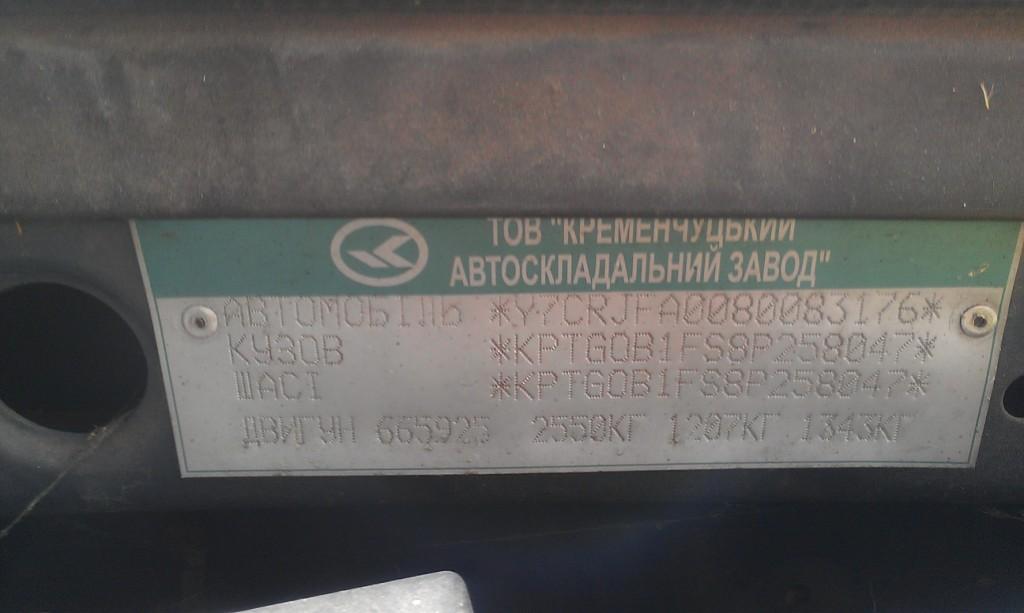 ТОВ "КРЕМЕНЧУЦЬКИЙ
АВТОСКЛАДАЛЬНИЙ ЗАВОД"
АВТОМОБІЛЬ *Y7CRJFA0080083176*
КУЗОВ *KPTG0B1FS8P258047*
ШАСІ *KPTG0B1FS8P258047*
ДВИГУН 665925 2550КГ 1207КГ 1343КГ